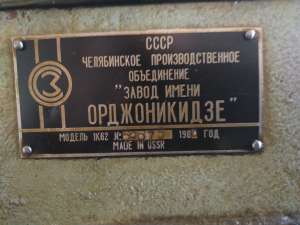 СССР
ЧЕЛЯБИНСКОЕ ПРОИЗВОДСТВЕННОЕ
ОБЪЕДИНЕНИЕ
"ЗАВОД ИМЕНИ
ОРДЖОНИКИДЗЕ"
МОДЕЛЬ 1К62 № ГОД
MADE IN USSR